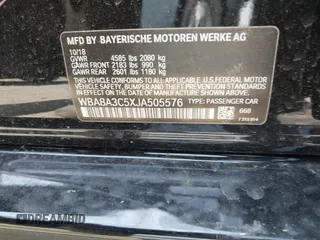 MFD. BY BAYERISCHE MOTOREN WERKE AG
10/18
GVWR 4585 lbs 2080 kg
GAWR FRONT 2183 lbs 990 kg
GAWR REAR 2601 lbs 1180 kg
THIS VEHICLE CONFORMS TO ALL APPLICABLE
U.S. FEDERAL MOTOR VEHICLE SAFETY,
BUMPER, AND THEFT PREVENTION STANDARDS
IN EFFECT ON THE DATE OF MANUFACTURE
SHOWN ABOVE.
WBABA3C5XJA505576 TYPE: PASSENGER CAR
668